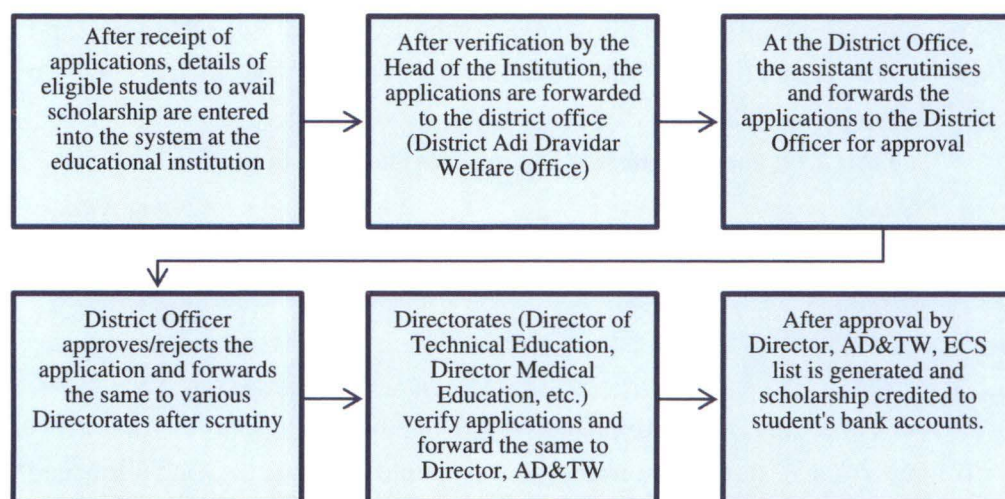 After receipt of
applications, details of
eligible students to avail
scholarship are entered
into the system at the
educational institution
After verification by the
Head of the Institution, the
applications are forwarded
to the district office
(District Adi Dravidar
Welfare Office)
At the District Office,
the assistant scrutinises
and forwards the
applications to the District
Officer for approval
District Officer
approves/rejects the
application and forwards
the same to various
Directorates after scrutiny
Directorates (Director of
Technical Education,
Director Medical
Education, etc.)
verify applications and
forward the same to
Director, AD&TW
After approval by
Director, AD&TW, ECS
list is generated and
scholarship credited to
student's bank accounts.